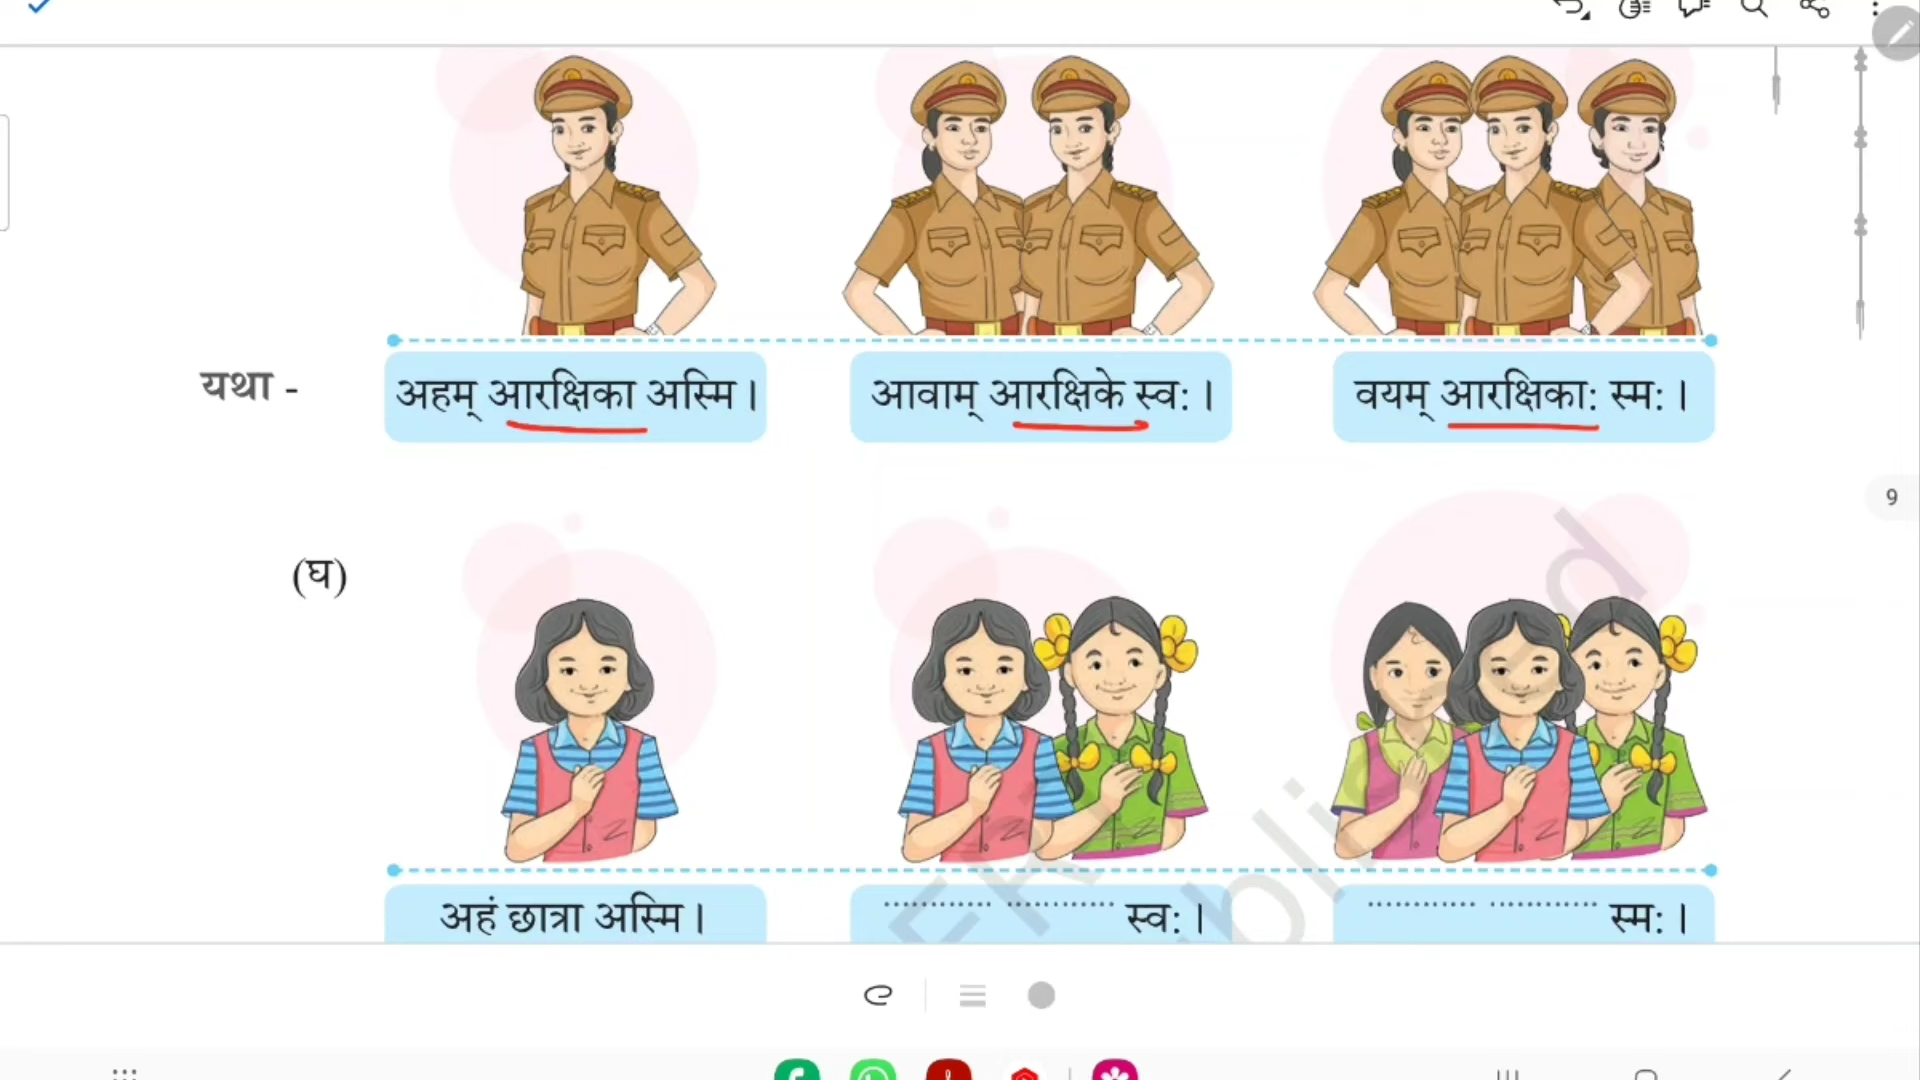 यथा - अहम् आरक्षिका अस्मि । आवाम् आरक्षिके स्व: । वयम् आरक्षिका: स्म: ।
9
(घ)
अहं छात्रा अस्मि । ........... ........... स्व: । ........... ........... स्म: ।